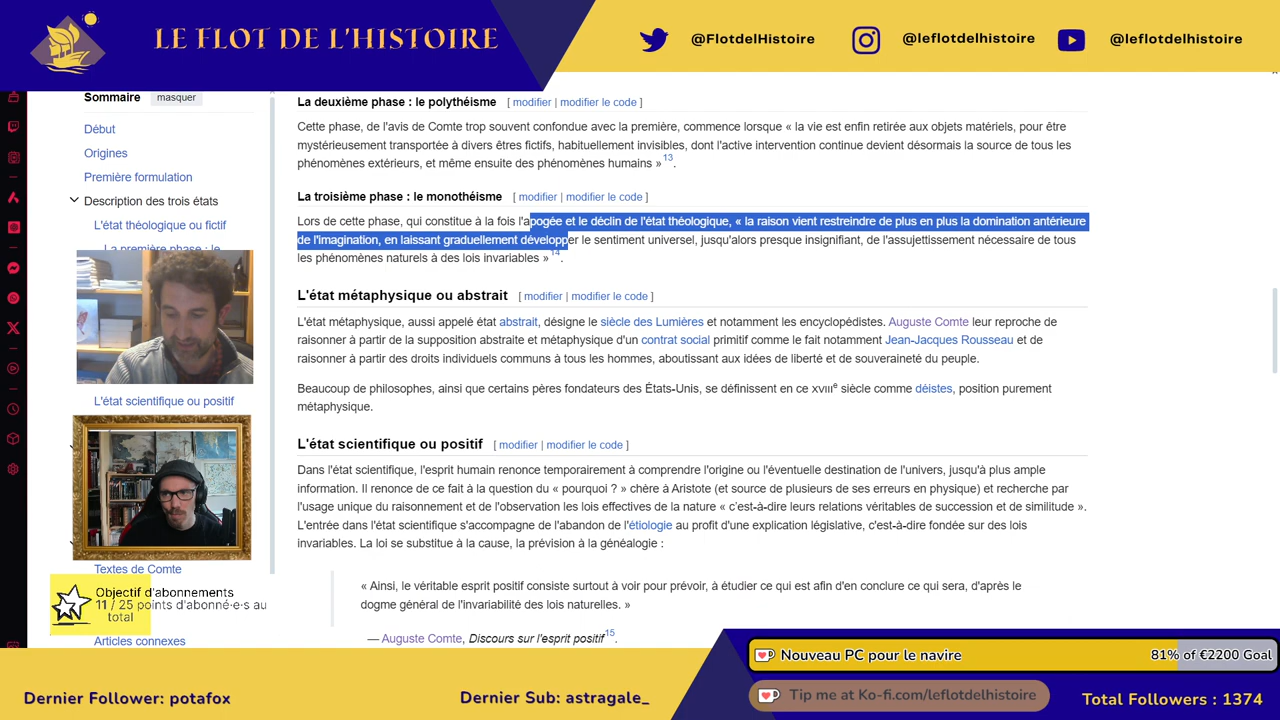 LE FLOT DE L'HISTOIRE
@FlotdelHistoire
@leflotdelhistoire
@leflotdelhistoire
Sommaire masquer
Début
Origines
Première formulation
Description des trois états
L'état théologique ou fictif
La première phase : le
L'état scientifique ou positif
Textes de Comte
Articles connexes
La deuxième phase : le polythéisme [ modifier | modifier le code ]
Cette phase, de l'avis de Comte trop souvent confondue avec la première, commence lorsque « la vie est enfin retirée aux objets matériels, pour être
mystérieusement transportée à divers êtres fictifs, habituellement invisibles, dont l'active intervention continue devient désormais la source de tous les
phénomènes extérieurs, et même ensuite des phénomènes humains »13.
La troisième phase : le monothéisme [ modifier | modifier le code ]
Lors de cette phase, qui constitue à la fois l'apogée et le déclin de l'état théologique, « la raison vient restreindre de plus en plus la domination antérieure
de l'imagination, en laissant graduellement développer le sentiment universel, jusqu'alors presque insignifiant, de l'assujettissement nécessaire de tous
les phénomènes naturels à des lois invariables »14.
L'état métaphysique ou abstrait [ modifier | modifier le code ]
L'état métaphysique, aussi appelé état abstrait, désigne le siècle des Lumières et notamment les encyclopédistes. Auguste Comte leur reproche de
raisonner à partir de la supposition abstraite et métaphysique d'un contrat social primitif comme le fait notamment Jean-Jacques Rousseau et de
raisonner à partir des droits individuels communs à tous les hommes, aboutissant aux idées de liberté et de souveraineté du peuple.
Beaucoup de philosophes, ainsi que certains pères fondateurs des États-Unis, se définissent en ce XVIIIe siècle comme déistes, position purement
métaphysique.
L'état scientifique ou positif [ modifier | modifier le code ]
Dans l'état scientifique, l'esprit humain renonce temporairement à comprendre l'origine ou l'éventuelle destination de l'univers, jusqu'à plus ample
information. Il renonce de ce fait à la question du « pourquoi ? » chère à Aristote (et source de plusieurs de ses erreurs en physique) et recherche par
l'usage unique du raisonnement et de l'observation les lois effectives de la nature « c'est-à-dire leurs relations véritables de succession et de similitude ».
L'entrée dans l'état scientifique s'accompagne de l'abandon de l'étiologie au profit d'une explication législative, c'est-à-dire fondée sur des lois
invariables. La loi se substitue à la cause, la prévision à la généalogie :
« Ainsi, le véritable esprit positif consiste surtout à voir pour prévoir, à étudier ce qui est afin d'en conclure ce qui sera, d'après le
dogme général de l'invariabilité des lois naturelles. »
— Auguste Comte, Discours sur l'esprit positif15.
Objectif d'abonnements
11 / 25 points d'abonné·e·s au
total
Nouveau PC pour le navire 81% of €2200 Goal
Tip me at Ko-fi.com/leflotdelhistoire
Dernier Follower: potafox
Dernier Sub: astragale_
Total Followers : 1374